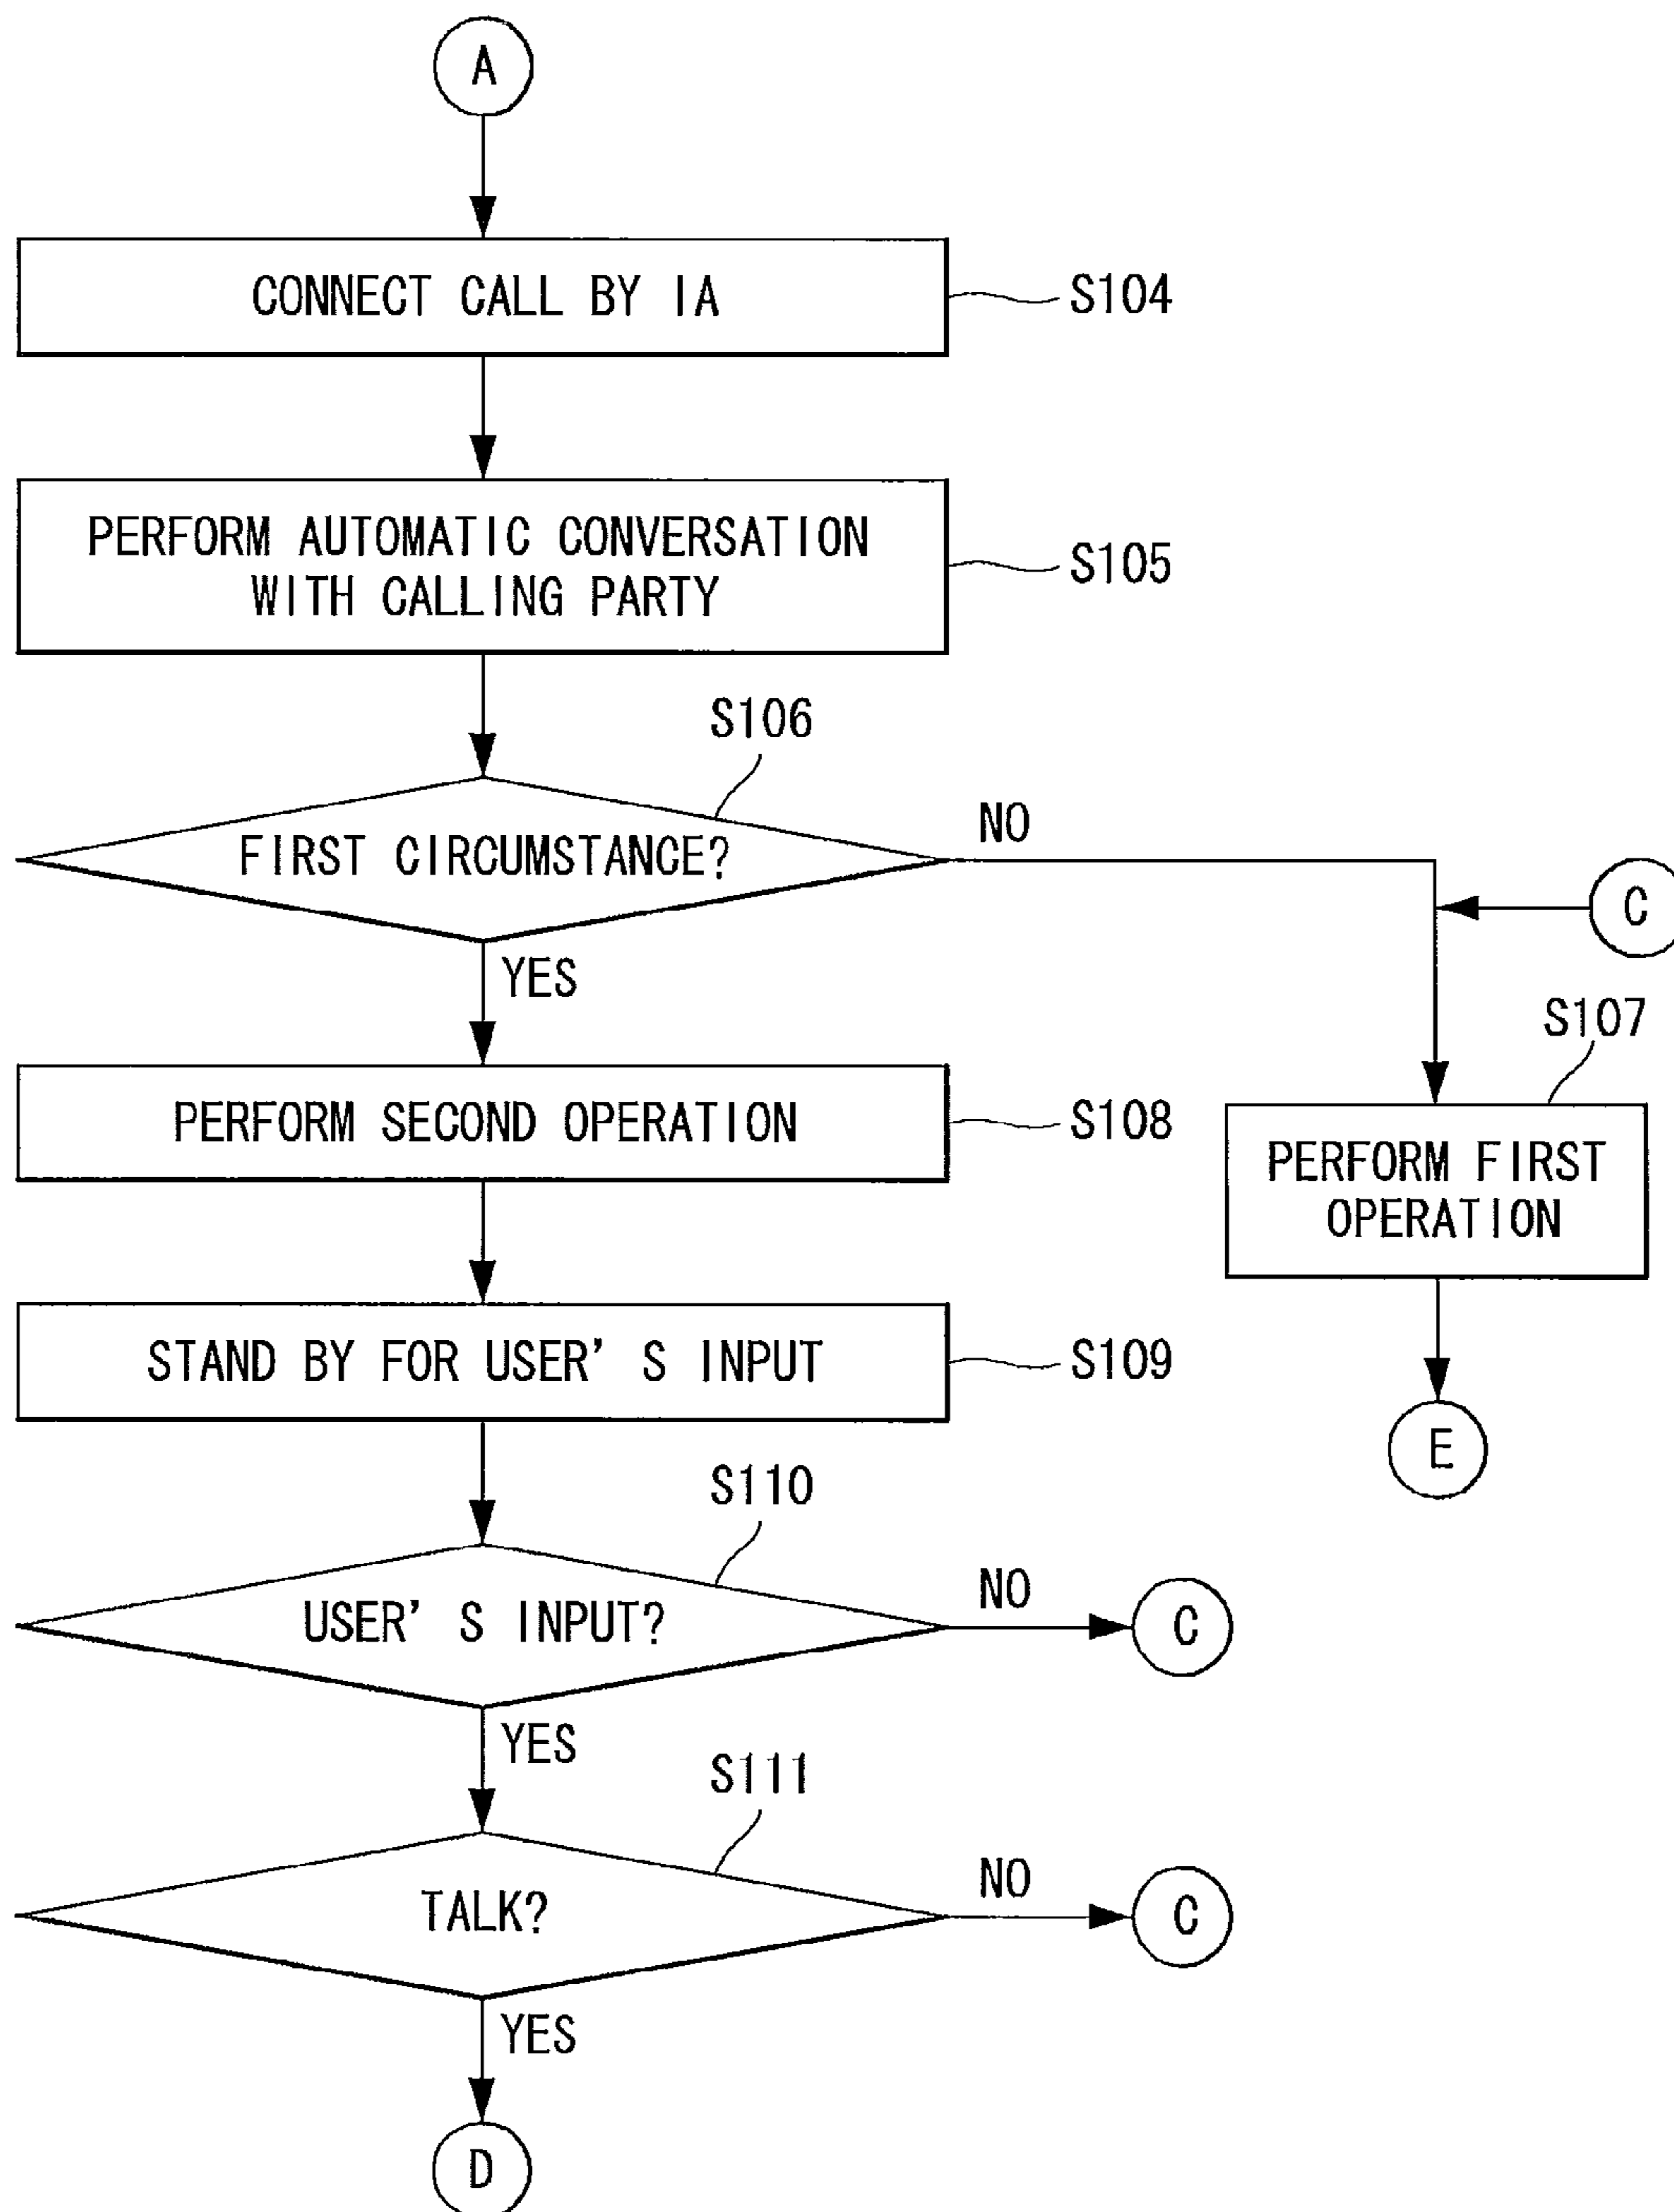 A
CONNECT CALL BY IA
S104
PERFORM AUTOMATIC CONVERSATION
WITH CALLING PARTY
S105
S106
FIRST CIRCUMSTANCE?
NO
C
YES
S107
PERFORM FIRST
OPERATION
E
PERFORM SECOND OPERATION
S108
STAND BY FOR USER'S INPUT
S109
S110
USER'S INPUT?
NO
C
YES
S111
TALK?
NO
C
YES
D